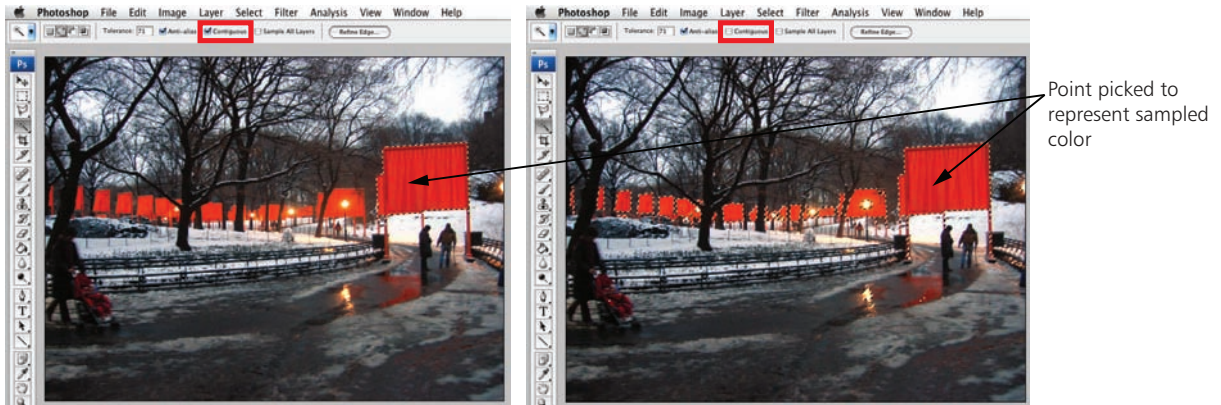 Photoshop File Edit Image Layer Select Filter Analysis View Window Help
Tolerance: 71 Anti-alias Contiguous Sample All Layers Refine Edge...
Ps
T
Photoshop File Edit Image Layer Select Filter Analysis View Window Help
Tolerance: 71 Anti-alias Contiguous Sample All Layers Refine Edge...
Ps
T
Point picked to
represent sampled
color